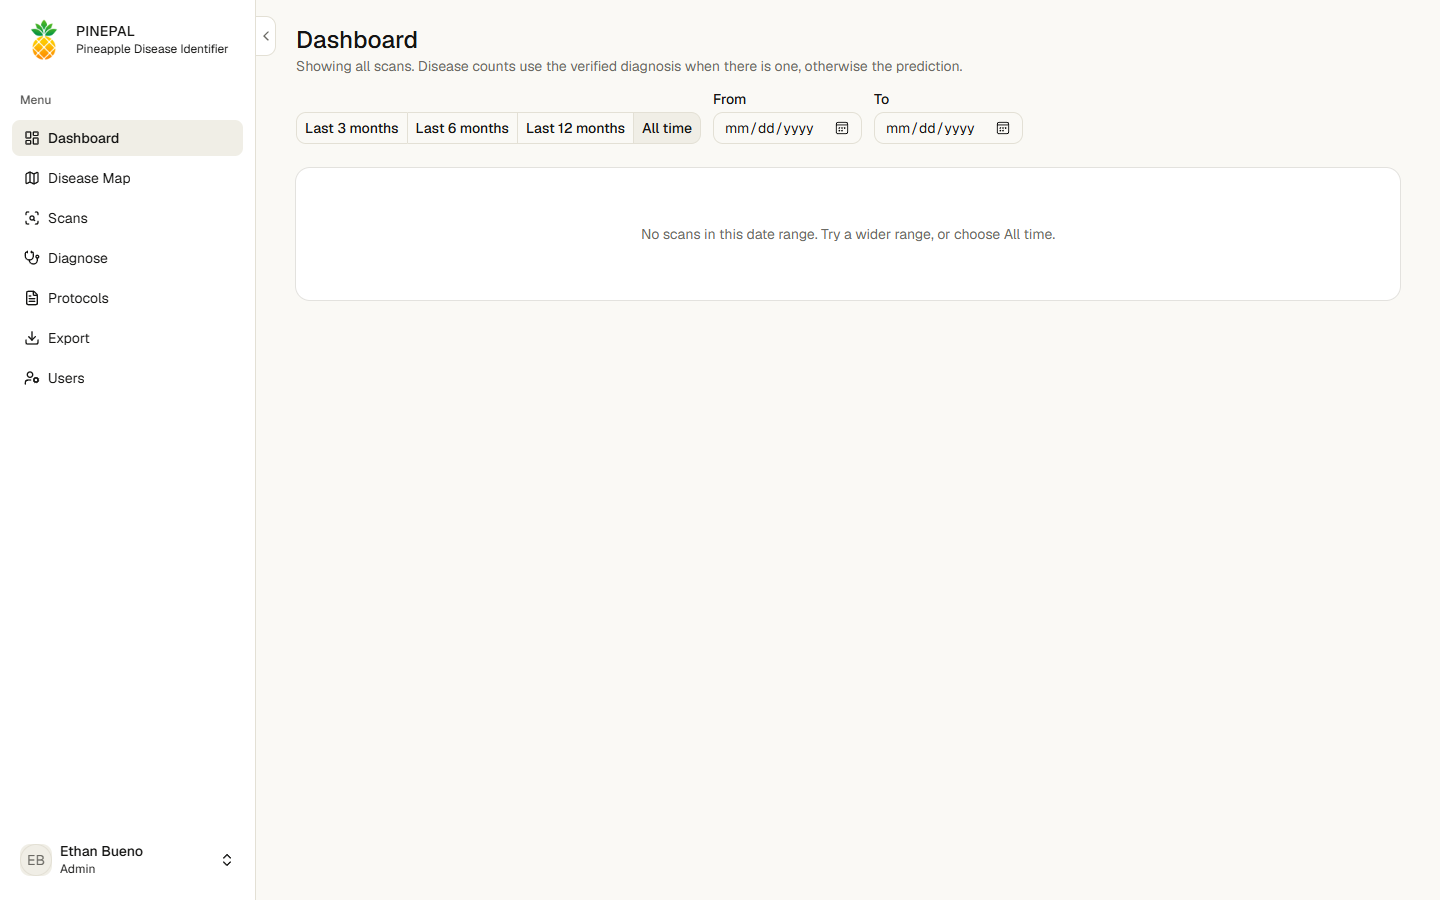 PINEPAL
Pineapple Disease Identifier
Menu
Dashboard
Disease Map
Scans
Diagnose
Protocols
Export
Users
EB
Ethan Bueno
Admin
Dashboard
Showing all scans. Disease counts use the verified diagnosis when there is one, otherwise the prediction.
From To
Last 3 months Last 6 months Last 12 months All time mm/dd/yyyy mm/dd/yyyy
No scans in this date range. Try a wider range, or choose All time.